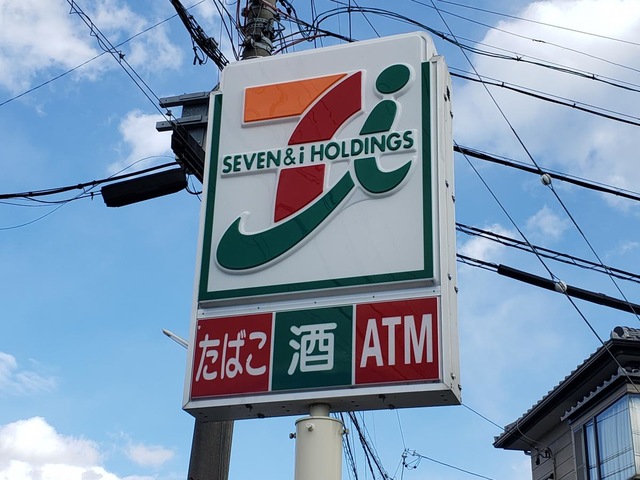 SEVEN & i HOLDINGS
たばこ 酒 ATM